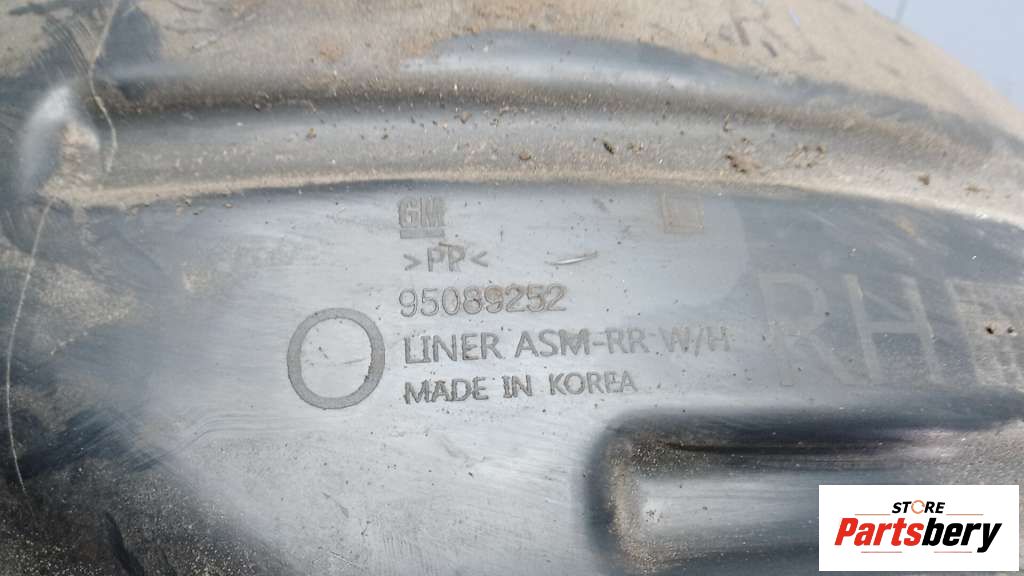 GM
>PP<
95089252
LINER ASM-RR W/H
MADE IN KOREA
RH
STORE
Partsbery